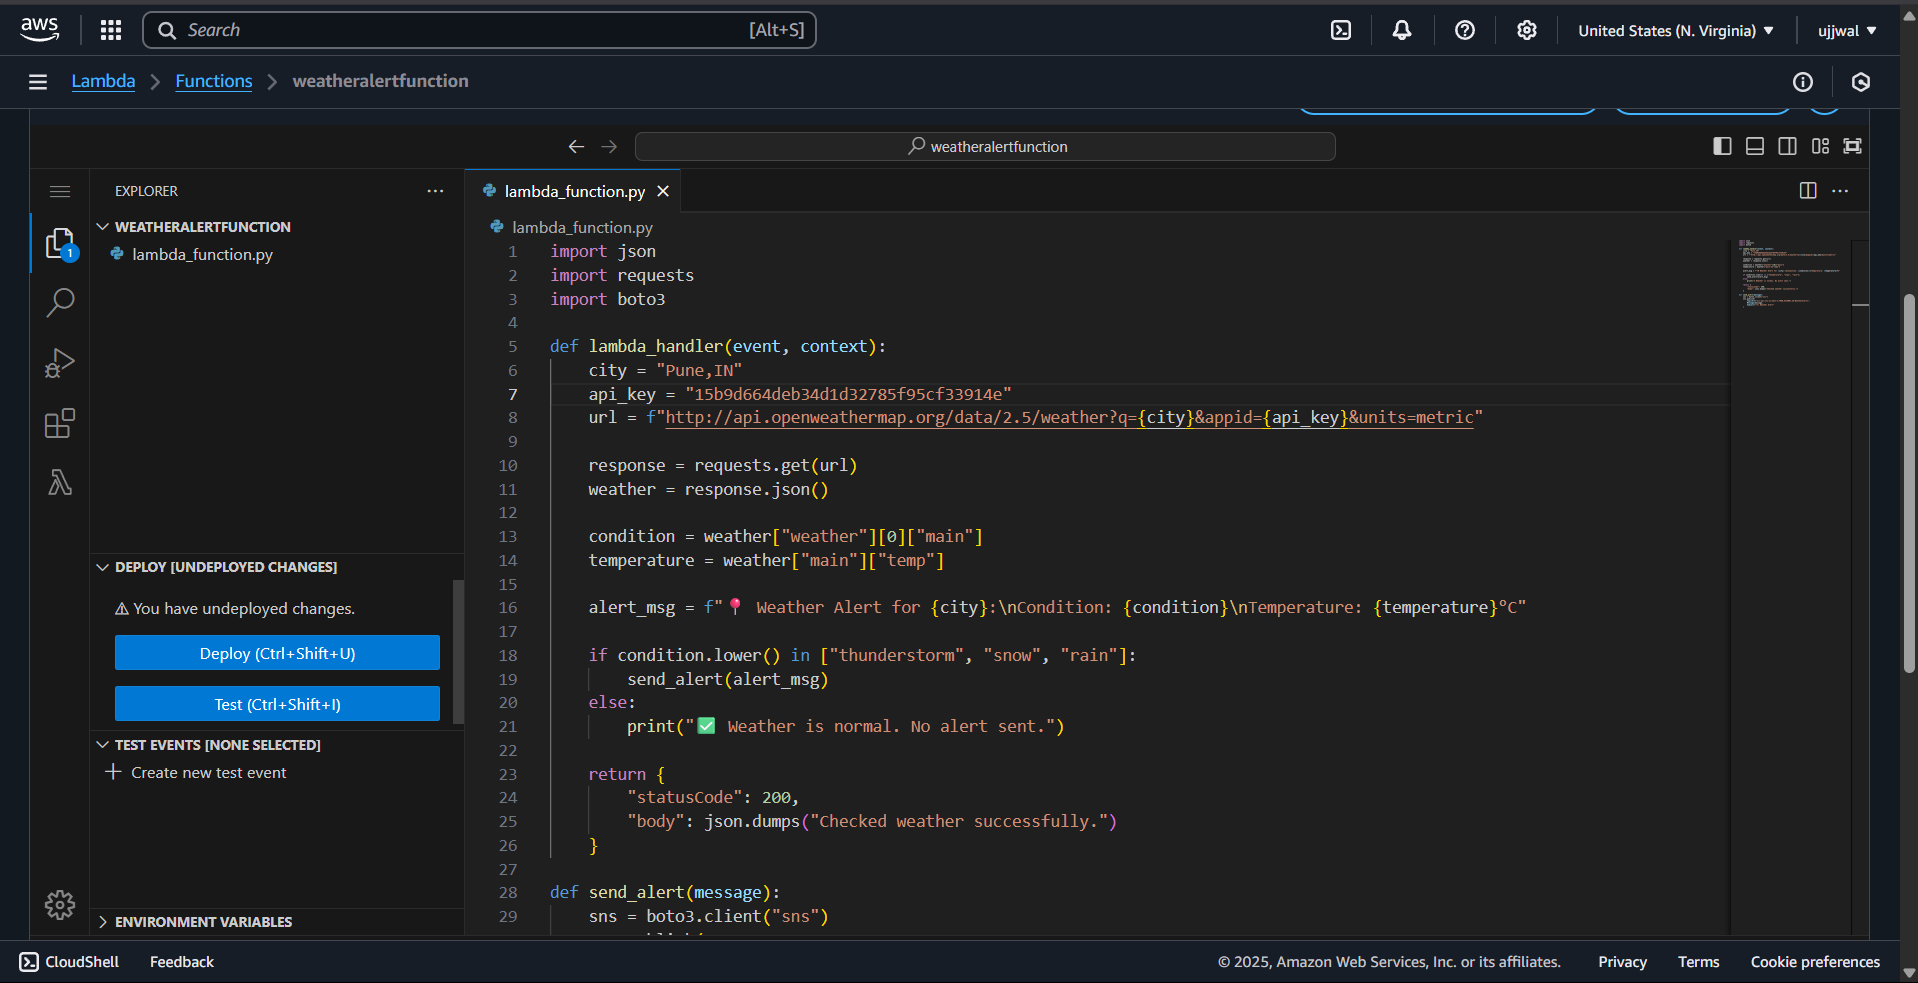 aws
Search [Alt+S]
United States (N. Virginia) ▼
ujjwal ▼
Lambda > Functions > weatheralertfunction
weatheralertfunction
EXPLORER
WEATHERALERTFUNCTION
lambda_function.py
1
DEPLOY [UNDEPLOYED CHANGES]
⚠ You have undeployed changes.
Deploy (Ctrl+Shift+U)
Test (Ctrl+Shift+I)
TEST EVENTS [NONE SELECTED]
+ Create new test event
ENVIRONMENT VARIABLES
lambda_function.py ×
lambda_function.py
1 import json
2 import requests
3 import boto3
4
5 def lambda_handler(event, context):
6 city = "Pune,IN"
7 api_key = "15b9d664deb34d1d32785f95cf33914e"
8 url = f"http://api.openweathermap.org/data/2.5/weather?q={city}&appid={api_key}&units=metric"
9
10 response = requests.get(url)
11 weather = response.json()
12
13 condition = weather["weather"][0]["main"]
14 temperature = weather["main"]["temp"]
15
16 alert_msg = f"📍 Weather Alert for {city}:\nCondition: {condition}\nTemperature: {temperature}°C"
17
18 if condition.lower() in ["thunderstorm", "snow", "rain"]:
19 send_alert(alert_msg)
20 else:
21 print("✅ Weather is normal. No alert sent.")
22
23 return {
24 "statusCode": 200,
25 "body": json.dumps("Checked weather successfully.")
26 }
27
28 def send_alert(message):
29 sns = boto3.client("sns")
CloudShell Feedback
© 2025, Amazon Web Services, Inc. or its affiliates. Privacy Terms Cookie preferences